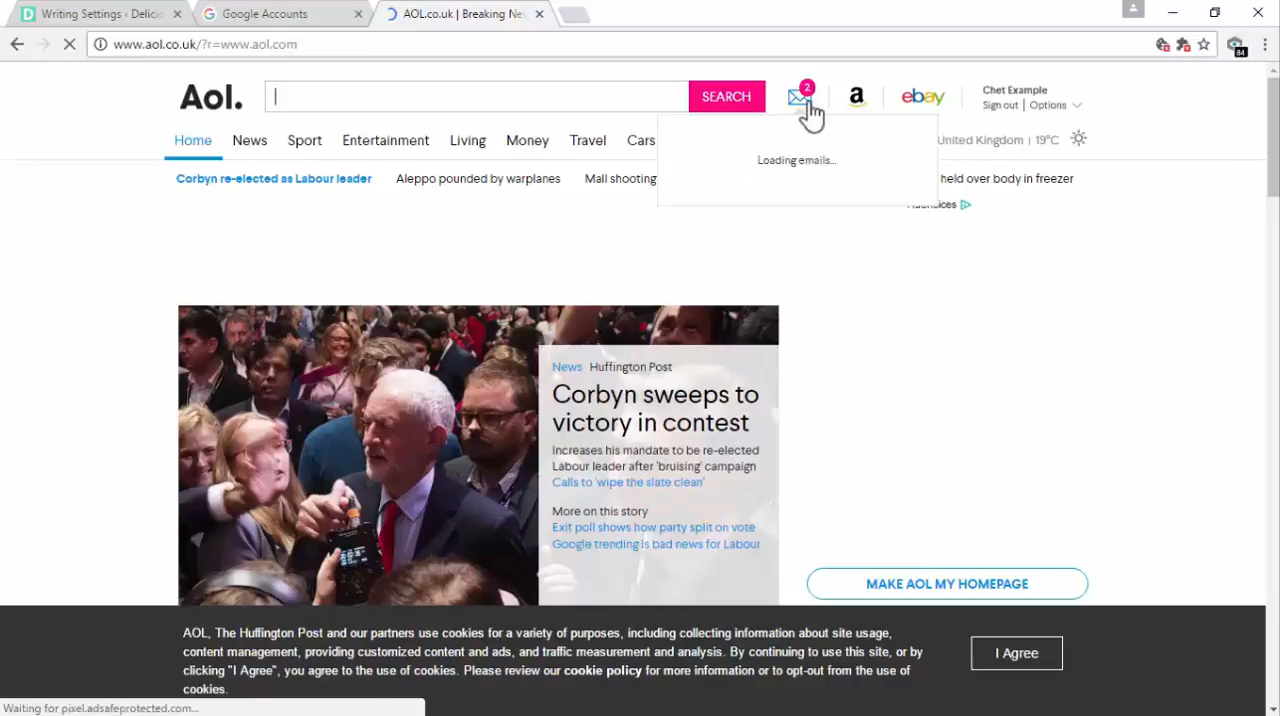 Writing Settings ‹ Delicio
Google Accounts
AOL.co.uk | Breaking Nev
www.aol.co.uk/?r=www.aol.com
84
Aol.
SEARCH
2
a
ebay
Chet Example
Sign out | Options
Home
News
Sport
Entertainment
Living
Money
Travel
Cars
United Kingdom | 19°C
Loading emails...
Corbyn re-elected as Labour leader
Aleppo pounded by warplanes
Mall shooting
held over body in freezer
AdChoices
News Huffington Post
Corbyn sweeps to
victory in contest
Increases his mandate to be re-elected
Labour leader after 'bruising' campaign
Calls to 'wipe the slate clean'
More on this story
Exit poll shows how party split on vote
Google trending is bad news for Labour
MAKE AOL MY HOMEPAGE
AOL, The Huffington Post and our partners use cookies for a variety of purposes, including collecting information about site usage,
content management, providing customized content and ads, and traffic measurement and analysis. By continuing to use this site, or by
clicking "I Agree", you agree to the use of cookies. Please review our cookie policy for more information or to opt-out from the use of
cookies.
I Agree
Waiting for pixel.adsafeprotected.com...